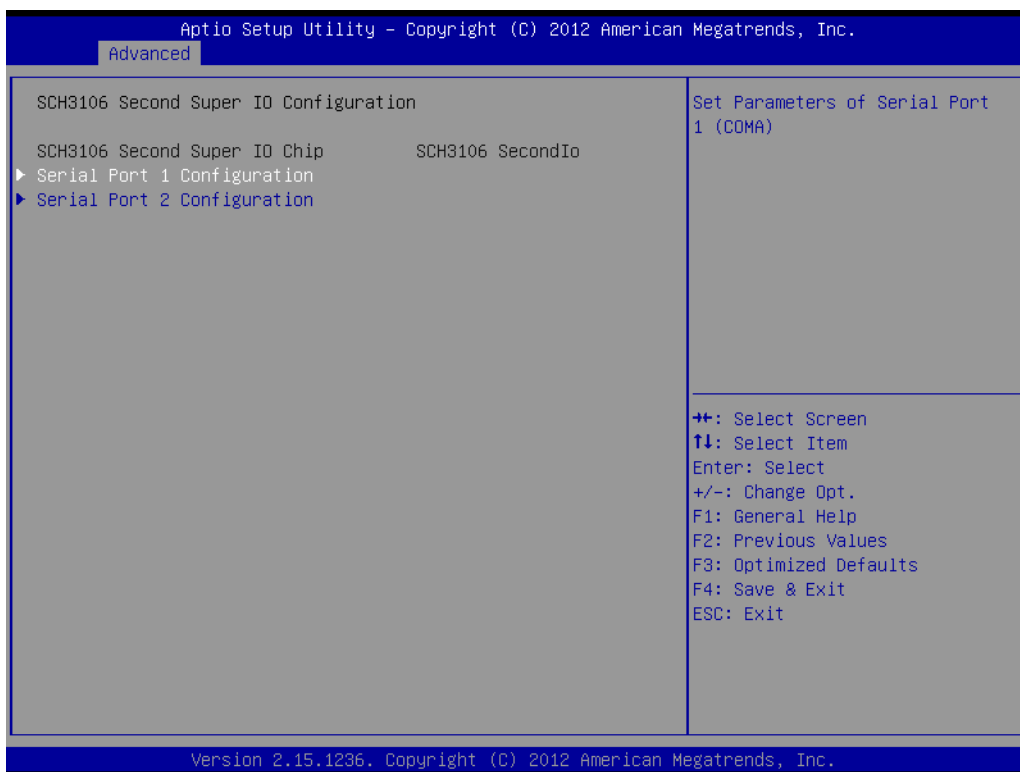 Aptio Setup Utility – Copyright (C) 2012 American Megatrends, Inc.
Advanced
SCH3106 Second Super IO Configuration
SCH3106 Second Super IO Chip SCH3106 SecondIo
Serial Port 1 Configuration
Serial Port 2 Configuration
Set Parameters of Serial Port
1 (COMA)
→←: Select Screen
↑↓: Select Item
Enter: Select
+/-: Change Opt.
F1: General Help
F2: Previous Values
F3: Optimized Defaults
F4: Save & Exit
ESC: Exit
Version 2.15.1236. Copyright (C) 2012 American Megatrends, Inc.